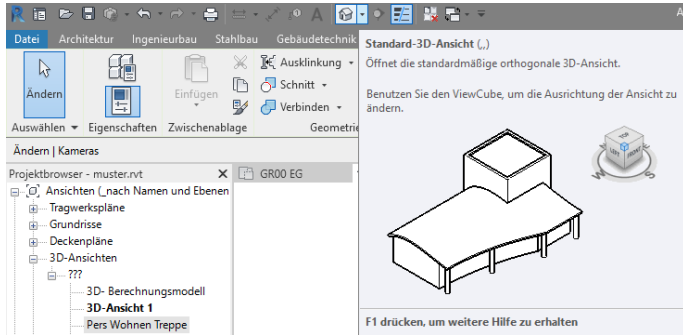 Datei Architektur Ingenieurbau Stahlbau Gebäudetechnik
Ändern
Einfügen
Ausklinkung
Schnitt
Verbinden
Auswählen Eigenschaften Zwischenablage Geometrie
Ändern | Kameras
Projektbrowser - muster.rvt X GR00 EG
Ansichten (_nach Namen und Ebenen
Tragwerkspläne
Grundrisse
Deckenpläne
3D-Ansichten
???
3D- Berechnungsmodell
3D-Ansicht 1
Pers Wohnen Treppe
Standard-3D-Ansicht (,,)
Öffnet die standardmäßige orthogonale 3D-Ansicht.
Benutzen Sie den ViewCube, um die Ausrichtung der Ansicht zu
ändern.
TOP
LEFT FRONT
W S
F1 drücken, um weitere Hilfe zu erhalten